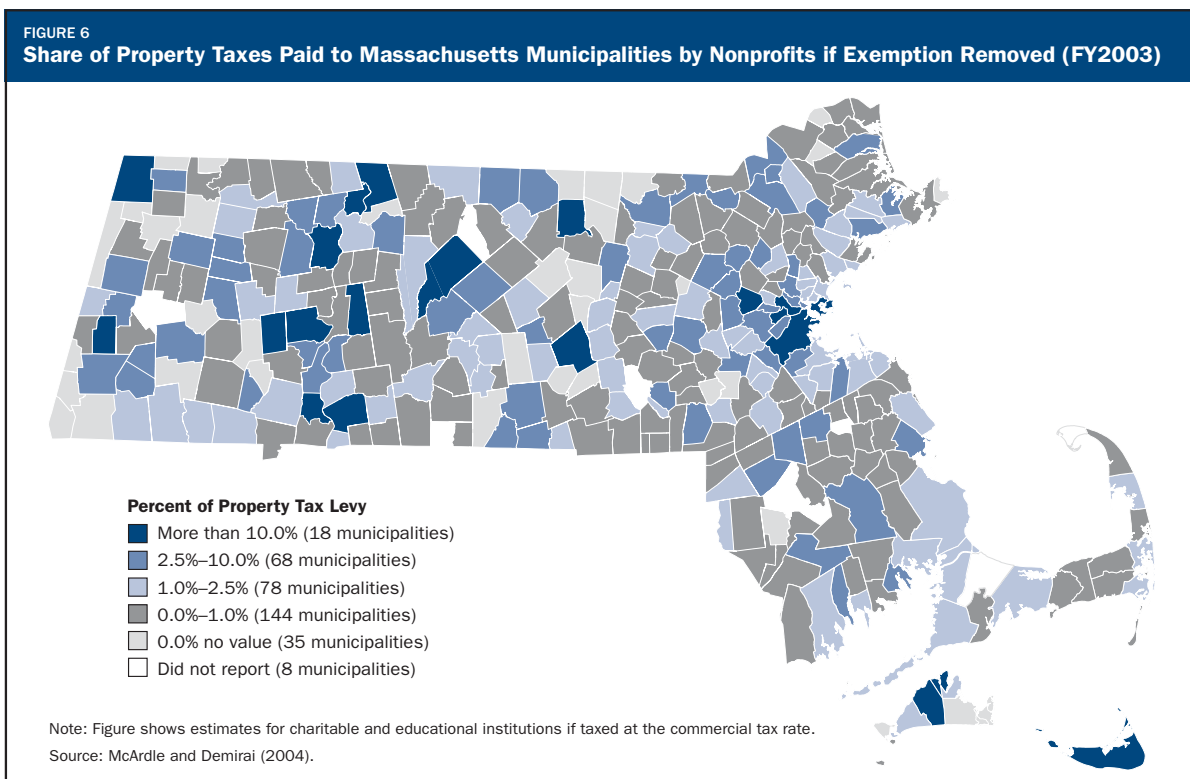 FIGURE 6
Share of Property Taxes Paid to Massachusetts Municipalities by Nonprofits if Exemption Removed (FY2003)
Percent of Property Tax Levy
More than 10.0% (18 municipalities)
2.5%–10.0% (68 municipalities)
1.0%–2.5% (78 municipalities)
0.0%–1.0% (144 municipalities)
0.0% no value (35 municipalities)
Did not report (8 municipalities)
Note: Figure shows estimates for charitable and educational institutions if taxed at the commercial tax rate.
Source: McArdle and Demirai (2004).